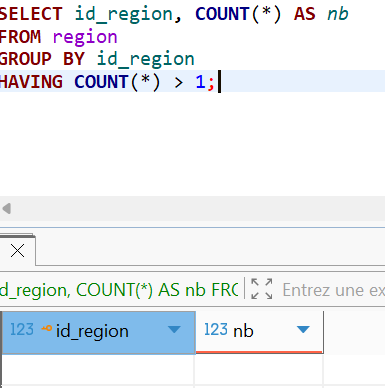 SELECT id_region, COUNT(*) AS nb
FROM region
GROUP BY id_region
HAVING COUNT(*) > 1;
d_region, COUNT(*) AS nb FRC
Entrez une ex
123 id_region
123 nb